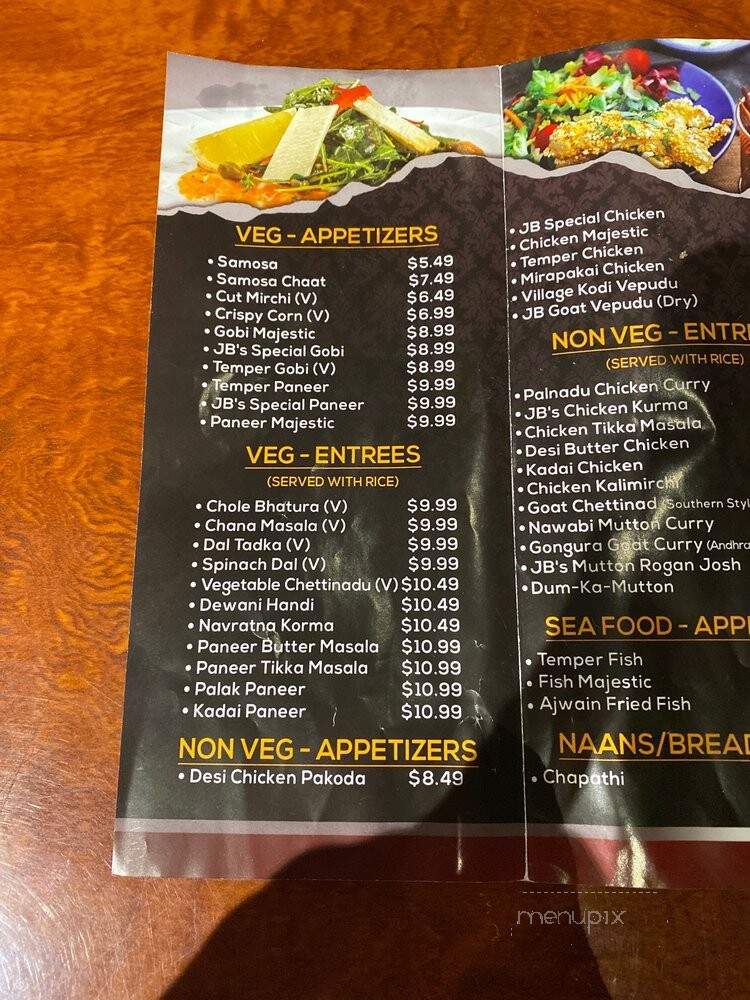 VEG - APPETIZERS
• Samosa $5.49
• Samosa Chaat $7.49
• Cut Mirchi (V) $6.49
• Crispy Corn (V) $6.99
• Gobi Majestic $8.99
• JB's Special Gobi $8.99
• Temper Gobi (V) $8.99
• Temper Paneer $9.99
• JB's Special Paneer $9.99
• Paneer Majestic $9.99
VEG - ENTREES
(SERVED WITH RICE)
• Chole Bhatura (V) $9.99
• Chana Masala (V) $9.99
• Dal Tadka (V) $9.99
• Spinach Dal (V) $9.99
• Vegetable Chettinadu (V) $10.49
• Dewani Handi $10.49
• Navratna Korma $10.49
• Paneer Butter Masala $10.99
• Paneer Tikka Masala $10.99
• Palak Paneer $10.99
• Kadai Paneer $10.99
NON VEG - APPETIZERS
• Desi Chicken Pakoda $8.49
• JB Special Chicken
• Chicken Majestic
• Temper Chicken
• Mirapakai Chicken
• Village Kodi Vepudu
• JB Goat Vepudu (Dry)
NON VEG - ENTRE
(SERVED WITH RICE)
• Palnadu Chicken Curry
• JB's Chicken Kurma
• Chicken Tikka Masala
• Desi Butter Chicken
• Kadai Chicken
• Chicken Kalimirchi
• Goat Chettinad (Southern Styl
• Nawabi Mutton Curry
• Gongura Goat Curry (Andhra
• JB's Mutton Rogan Josh
• Dum-Ka-Mutton
SEA FOOD - APP
• Temper Fish
• Fish Majestic
• Ajwain Fried Fish
NAANS/BREAD
• Chapathi
menupix